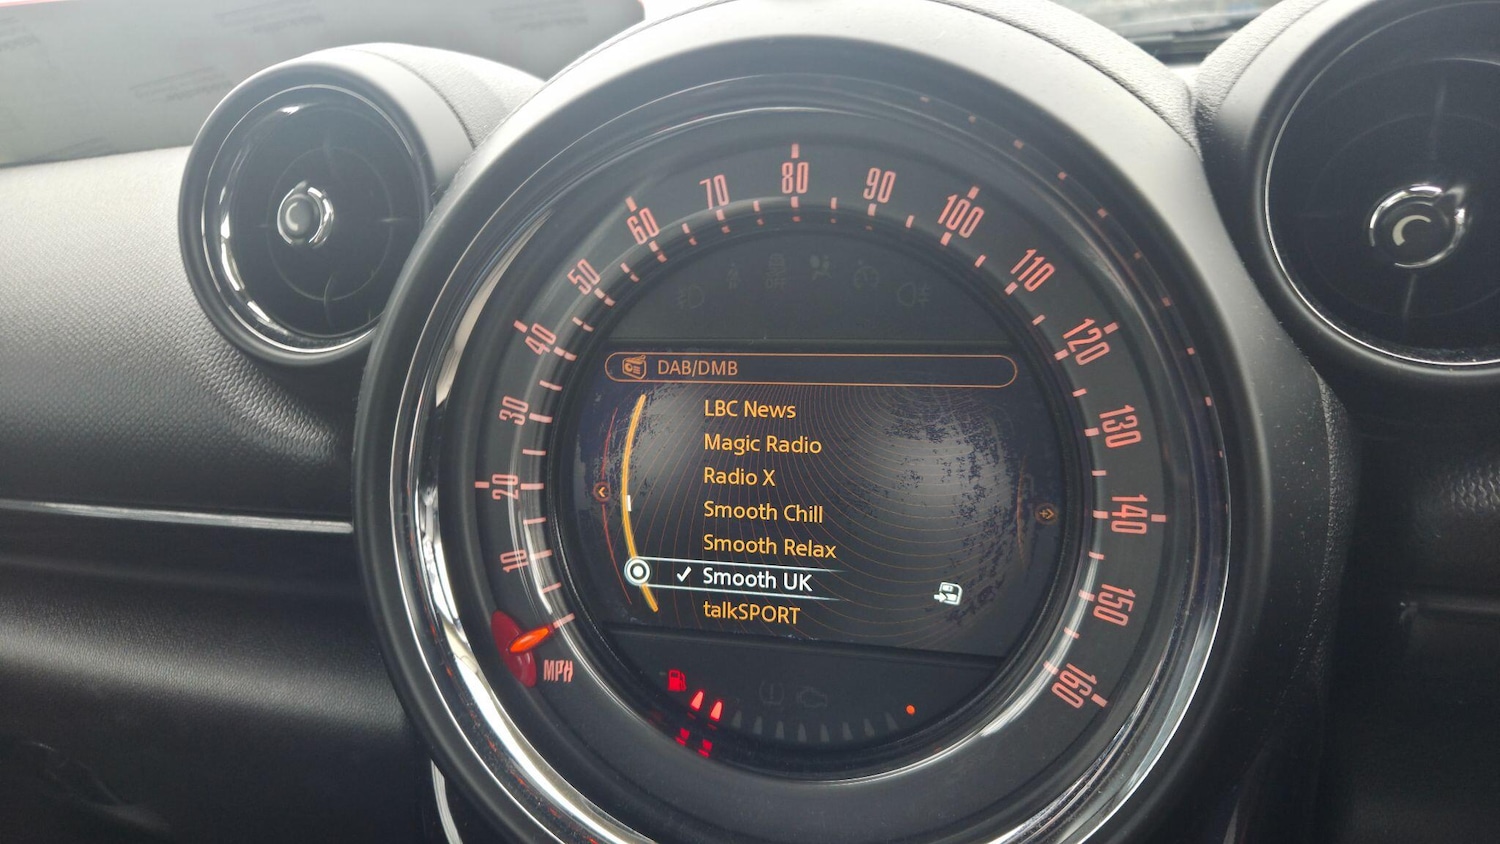 10
20
30
40
50
60
70
80
90
100
110
120
130
140
150
160
MPH
OFF
DAB/DMB
LBC News
Magic Radio
Radio X
Smooth Chill
Smooth Relax
✓ Smooth UK
talkSPORT